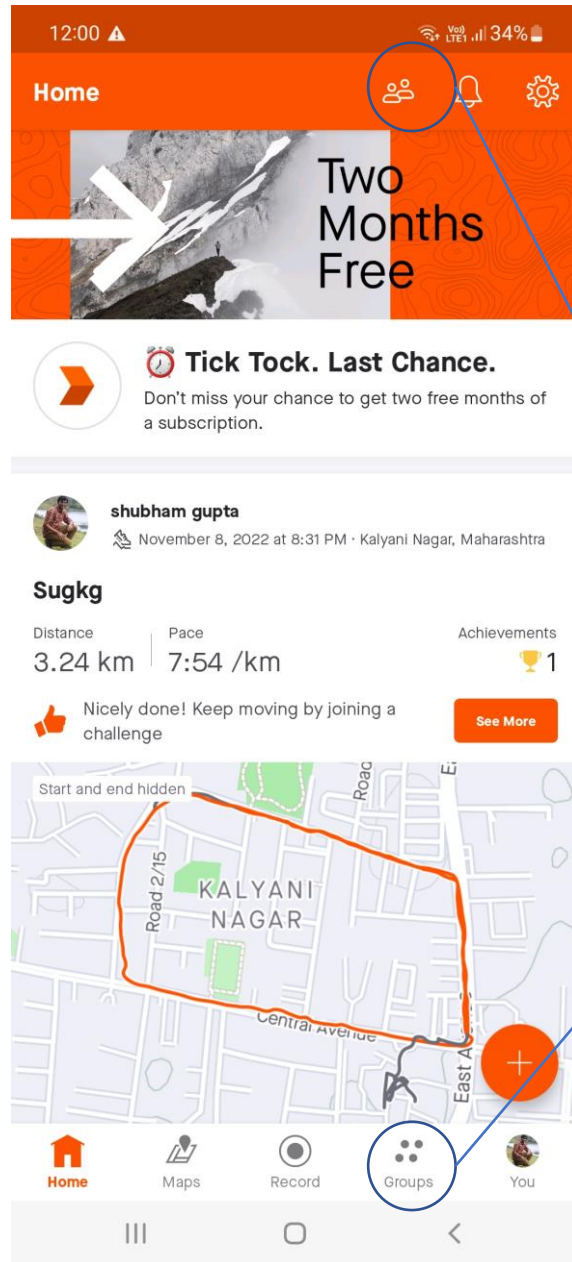 12:00
Vo))
LTE1
34%
Home
Two
Months
Free
Tick Tock. Last Chance.
Don't miss your chance to get two free months of
a subscription.
shubham gupta
November 8, 2022 at 8:31 PM · Kalyani Nagar, Maharashtra
Sugkg
Distance
Pace
Achievements
3.24 km
7:54 /km
1
Nicely done! Keep moving by joining a
challenge
See More
Start and end hidden
Road
Road 2/15
KALYANI
NAGAR
Central Avenue
Home
Maps
Record
Groups
You